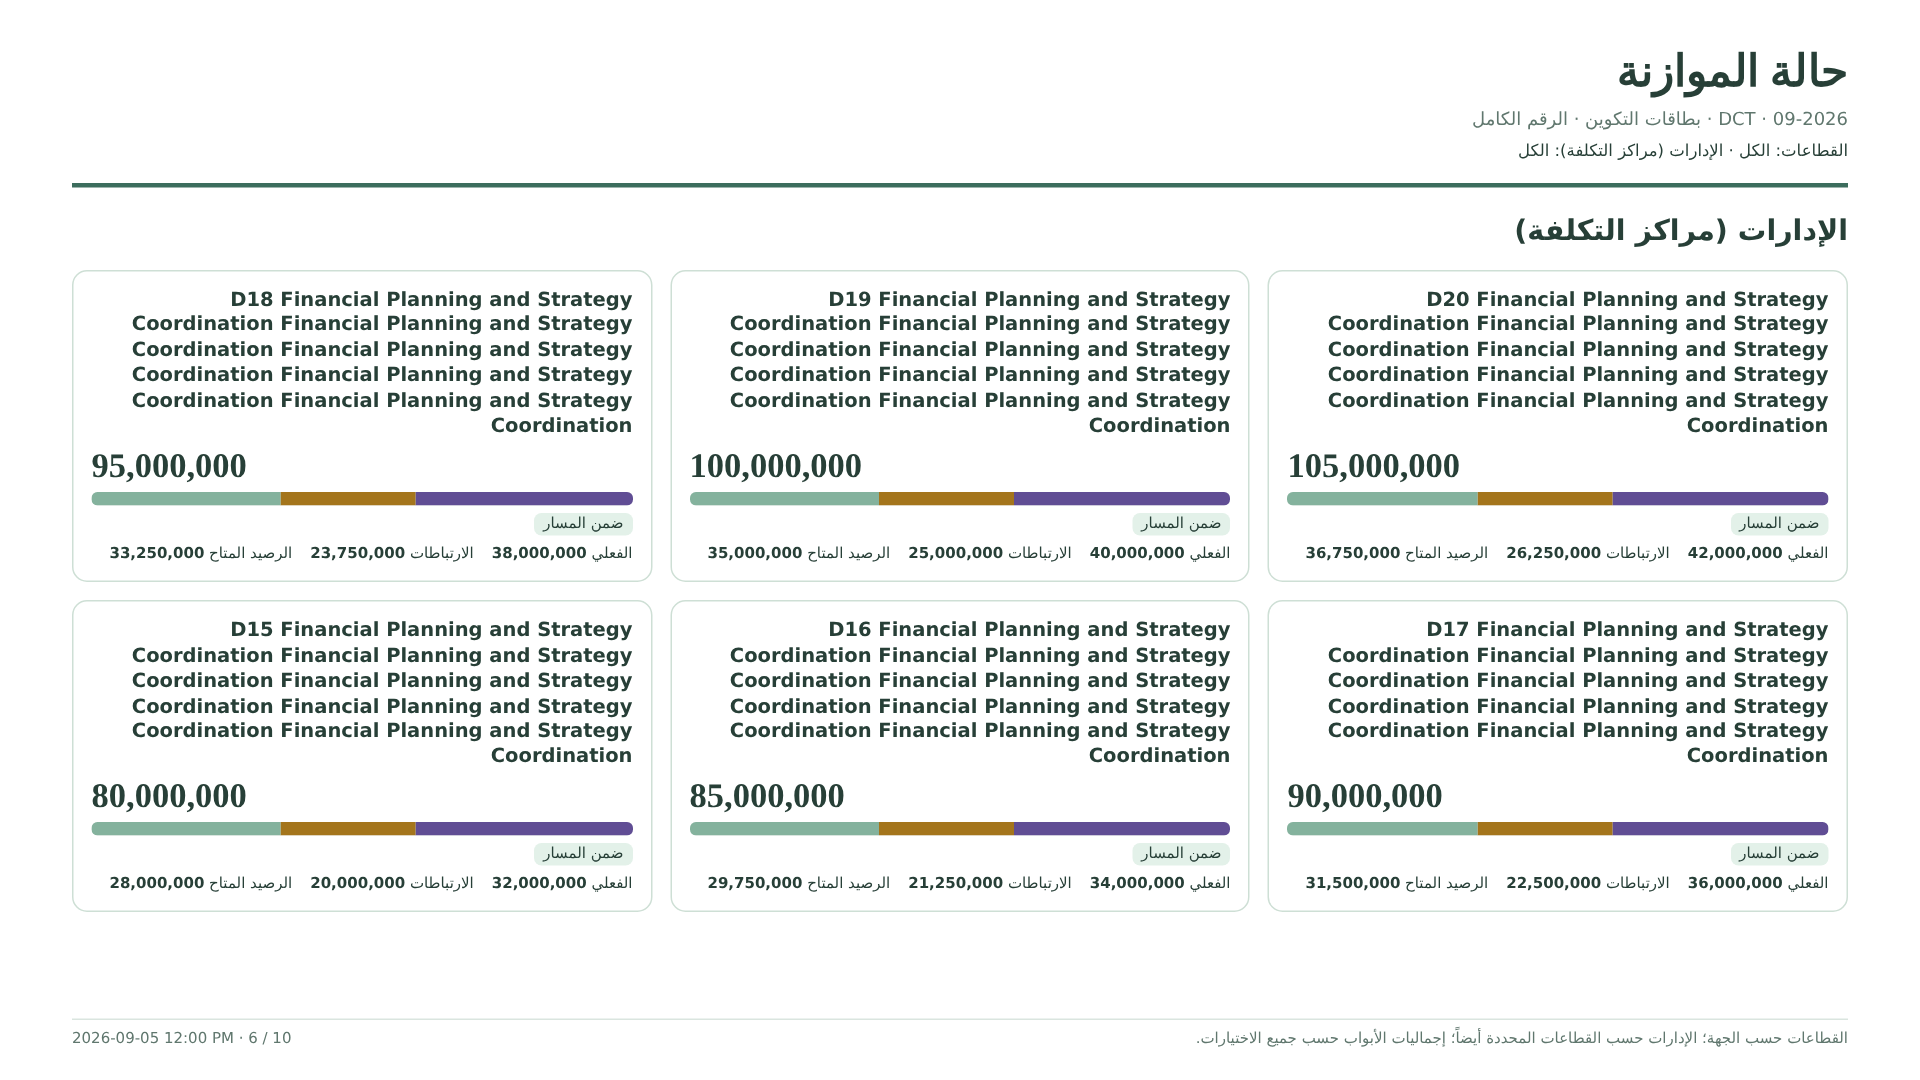 حالة الموازنة
DCT · 09-2026 · بطاقات التكوين · الرقم الكامل
القطاعات: الكل · الإدارات (مراكز التكلفة): الكل
الإدارات (مراكز التكلفة)
D20 Financial Planning and Strategy
Coordination Financial Planning and Strategy
Coordination Financial Planning and Strategy
Coordination Financial Planning and Strategy
Coordination Financial Planning and Strategy
Coordination
105,000,000
ضمن المسار
الفعلي 42,000,000 الارتباطات 26,250,000 الرصيد المتاح 36,750,000
D19 Financial Planning and Strategy
Coordination Financial Planning and Strategy
Coordination Financial Planning and Strategy
Coordination Financial Planning and Strategy
Coordination Financial Planning and Strategy
Coordination
100,000,000
ضمن المسار
الفعلي 40,000,000 الارتباطات 25,000,000 الرصيد المتاح 35,000,000
D18 Financial Planning and Strategy
Coordination Financial Planning and Strategy
Coordination Financial Planning and Strategy
Coordination Financial Planning and Strategy
Coordination Financial Planning and Strategy
Coordination
95,000,000
ضمن المسار
الفعلي 38,000,000 الارتباطات 23,750,000 الرصيد المتاح 33,250,000
D17 Financial Planning and Strategy
Coordination Financial Planning and Strategy
Coordination Financial Planning and Strategy
Coordination Financial Planning and Strategy
Coordination Financial Planning and Strategy
Coordination
90,000,000
ضمن المسار
الفعلي 36,000,000 الارتباطات 22,500,000 الرصيد المتاح 31,500,000
D16 Financial Planning and Strategy
Coordination Financial Planning and Strategy
Coordination Financial Planning and Strategy
Coordination Financial Planning and Strategy
Coordination Financial Planning and Strategy
Coordination
85,000,000
ضمن المسار
الفعلي 34,000,000 الارتباطات 21,250,000 الرصيد المتاح 29,750,000
D15 Financial Planning and Strategy
Coordination Financial Planning and Strategy
Coordination Financial Planning and Strategy
Coordination Financial Planning and Strategy
Coordination Financial Planning and Strategy
Coordination
80,000,000
ضمن المسار
الفعلي 32,000,000 الارتباطات 20,000,000 الرصيد المتاح 28,000,000
القطاعات حسب الجهة؛ الإدارات حسب القطاعات المحددة أيضاً؛ إجماليات الأبواب حسب جميع الاختيارات.
2026-09-05 12:00 PM · 6 / 10